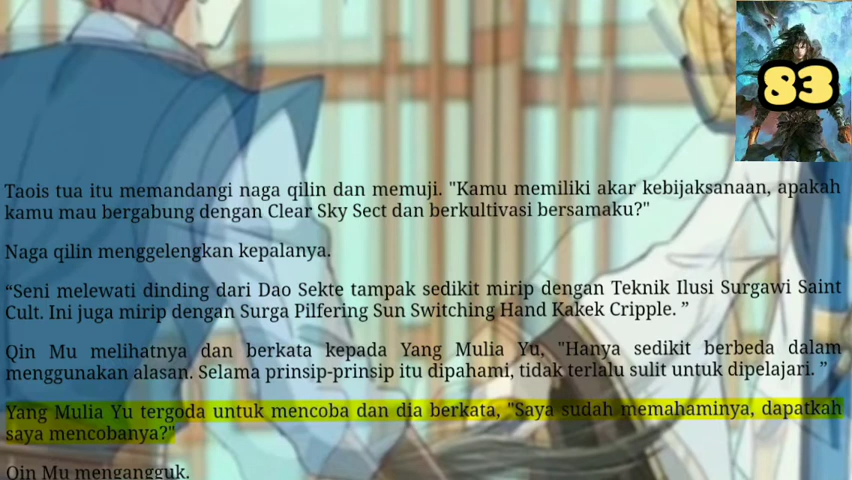 83
Taois tua itu memandangi naga qilin dan memuji. "Kamu memiliki akar kebijaksanaan, apakah
kamu mau bergabung dengan Clear Sky Sect dan berkultivasi bersamaku?"
Naga qilin menggelengkan kepalanya.
“Seni melewati dinding dari Dao Sekte tampak sedikit mirip dengan Teknik Ilusi Surgawi Saint
Cult. Ini juga mirip dengan Surga Pilfering Sun Switching Hand Kakek Cripple. ”
Qin Mu melihatnya dan berkata kepada Yang Mulia Yu, "Hanya sedikit berbeda dalam
menggunakan alasan. Selama prinsip-prinsip itu dipahami, tidak terlalu sulit untuk dipelajari. ”
Yang Mulia Yu tergoda untuk mencoba dan dia berkata, "Saya sudah memahaminya, dapatkah
saya mencobanya?"
Qin Mu mengangguk.